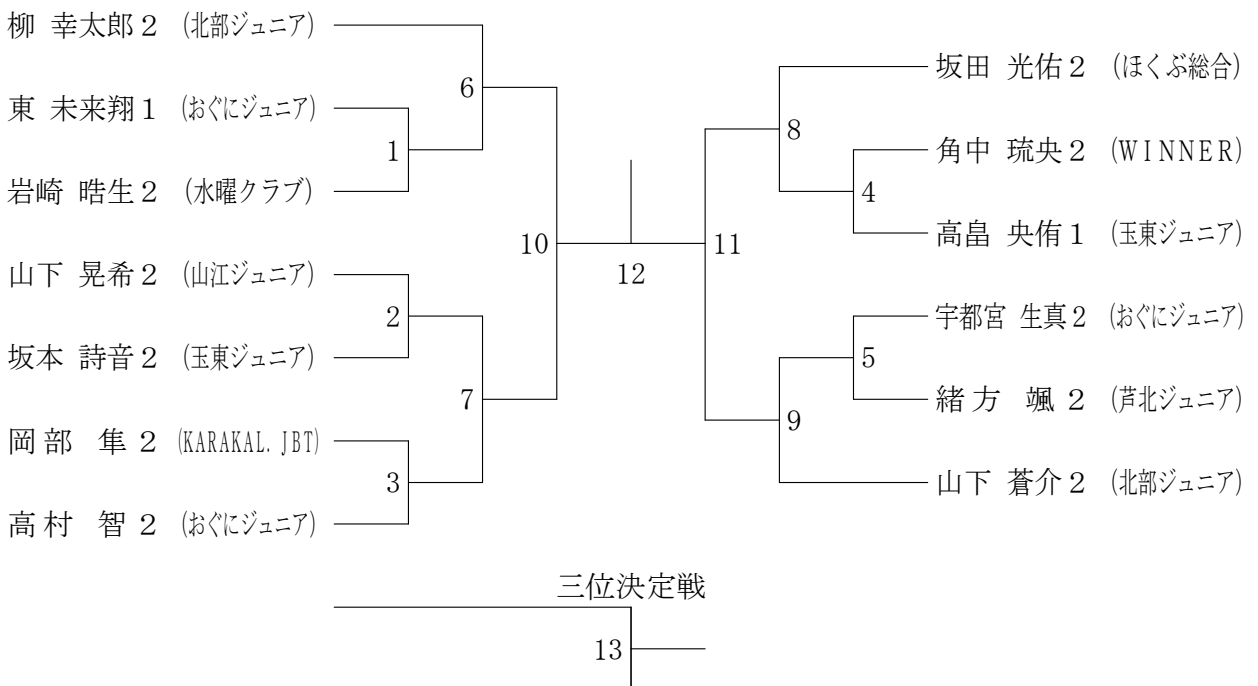 柳 幸太郎2 (北部ジュニア)
6
東 未来翔1 (おぐにジュニア)
1
岩崎 晧生2 (水曜クラブ)
10
山下 晃希2 (山江ジュニア)
2
坂本 詩音2 (玉東ジュニア)
7
岡部 隼2 (KARAKAL.JBT)
3
高村 智2 (おぐにジュニア)
12
坂田 光佑2 (ほくぶ総合)
8
角中 琉央2 (WINNER)
4
高畠 央侑1 (玉東ジュニア)
11
宇都宮 生真2 (おぐにジュニア)
5
緒方 颯2 (芦北ジュニア)
9
山下 蒼介2 (北部ジュニア)
三位決定戦
13